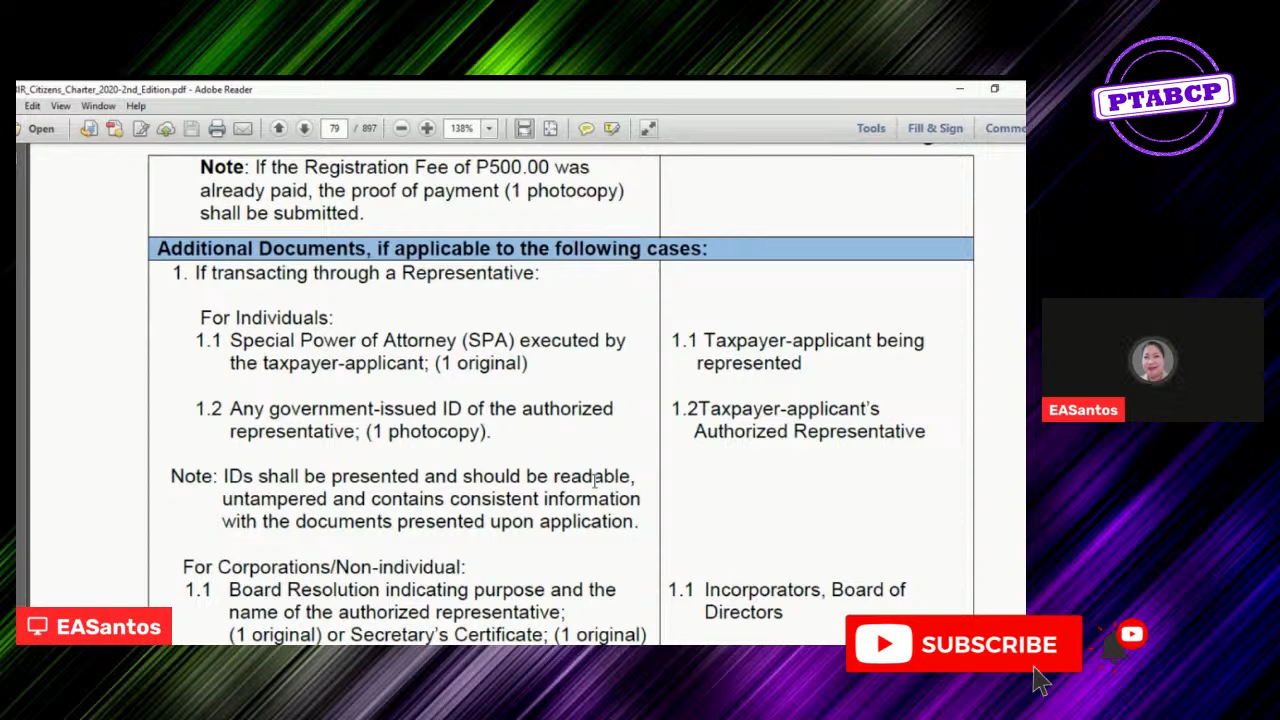 PTABCP
BIR_Citizens_Charter_2020-2nd_Edition.pdf - Adobe Reader
Edit View Window Help
Open 79 / 897 138% Tools Fill & Sign Comme
Note: If the Registration Fee of P500.00 was
already paid, the proof of payment (1 photocopy)
shall be submitted.
Additional Documents, if applicable to the following cases:
1. If transacting through a Representative:
For Individuals:
1.1 Special Power of Attorney (SPA) executed by
the taxpayer-applicant; (1 original)
1.1 Taxpayer-applicant being
represented
1.2 Any government-issued ID of the authorized
representative; (1 photocopy).
1.2Taxpayer-applicant's
Authorized Representative
Note: IDs shall be presented and should be readable,
untampered and contains consistent information
with the documents presented upon application.
For Corporations/Non-individual:
1.1 Board Resolution indicating purpose and the
name of the authorized representative;
(1 original) or Secretary's Certificate; (1 original)
1.1 Incorporators, Board of
Directors
EASantos
EASantos
SUBSCRIBE